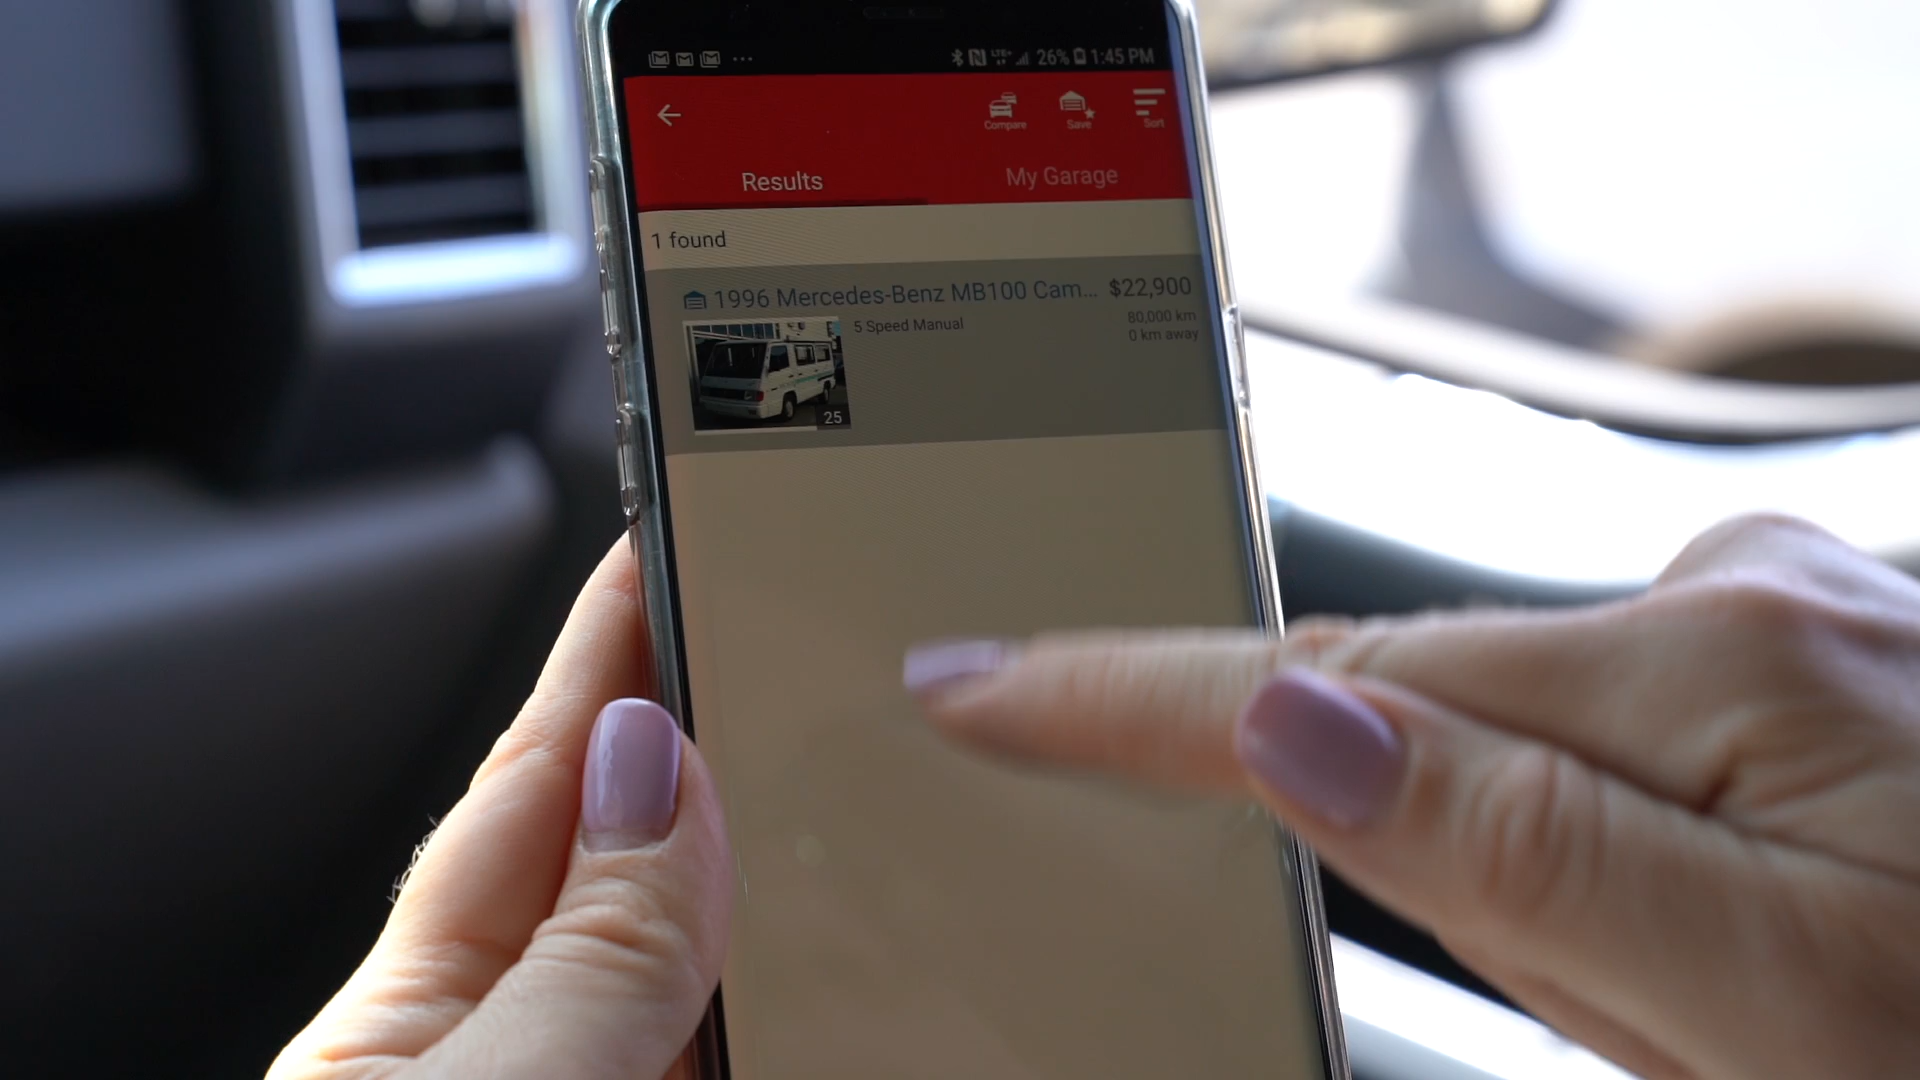 LTE+ 26% 1:45 PM
Compare Save Sort
Results My Garage
1 found
1996 Mercedes-Benz MB100 Cam... $22,900
5 Speed Manual 80,000 km
0 km away
25